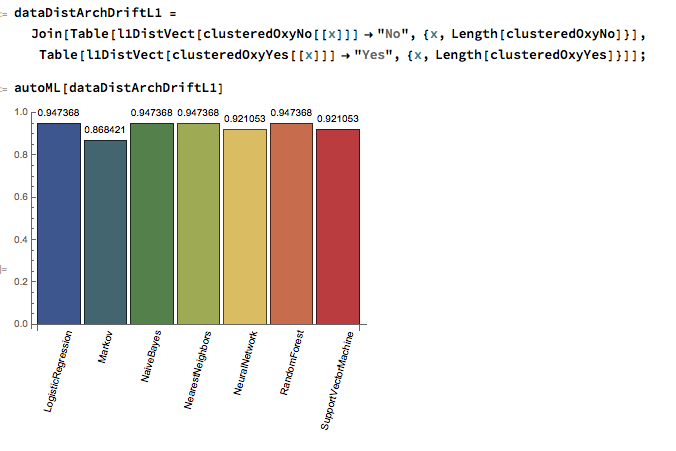 := dataDistArchDriftL1 =
Join[Table[l1DistVect[clusteredOxyNo[[x]]] → "No", {x, Length[clusteredOxyNo]}],
Table[l1DistVect[clusteredOxyYes[[x]]] → "Yes", {x, Length[clusteredOxyYes]}]];
:= autoML[dataDistArchDriftL1]
0.947368 0.868421 0.947368 0.947368 0.921053 0.947368 0.921053
1.0
0.8
0.6
0.4
]=
0.2
0.0
LogisticRegression
Markov
NaiveBayes
NearestNeighbors
NeuralNetwork
RandomForest
SupportVectorMachine